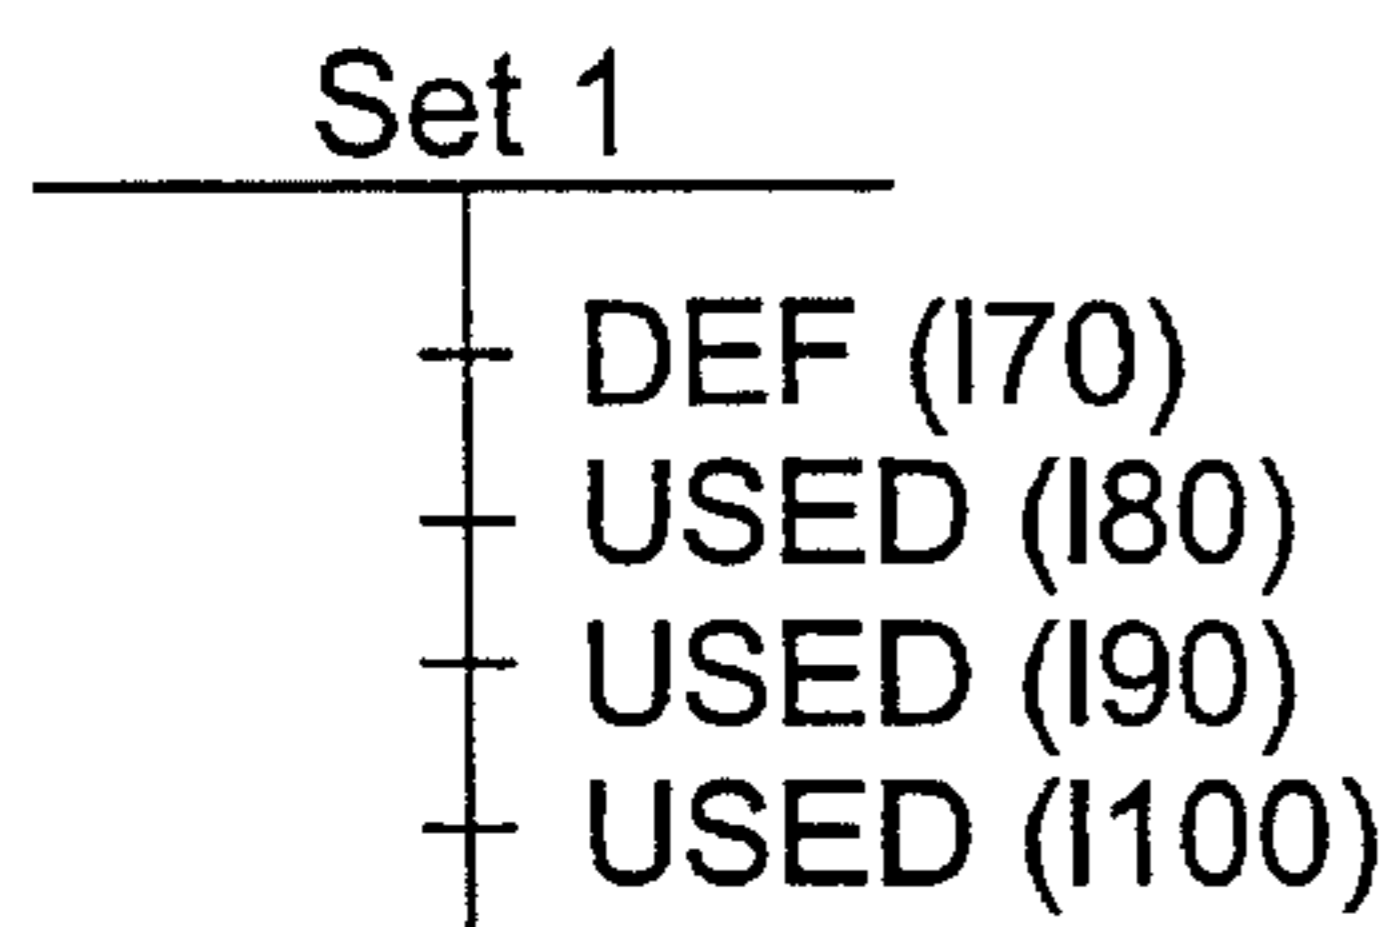 Set 1
DEF (I70)
USED (I80)
USED (I90)
USED (I100)